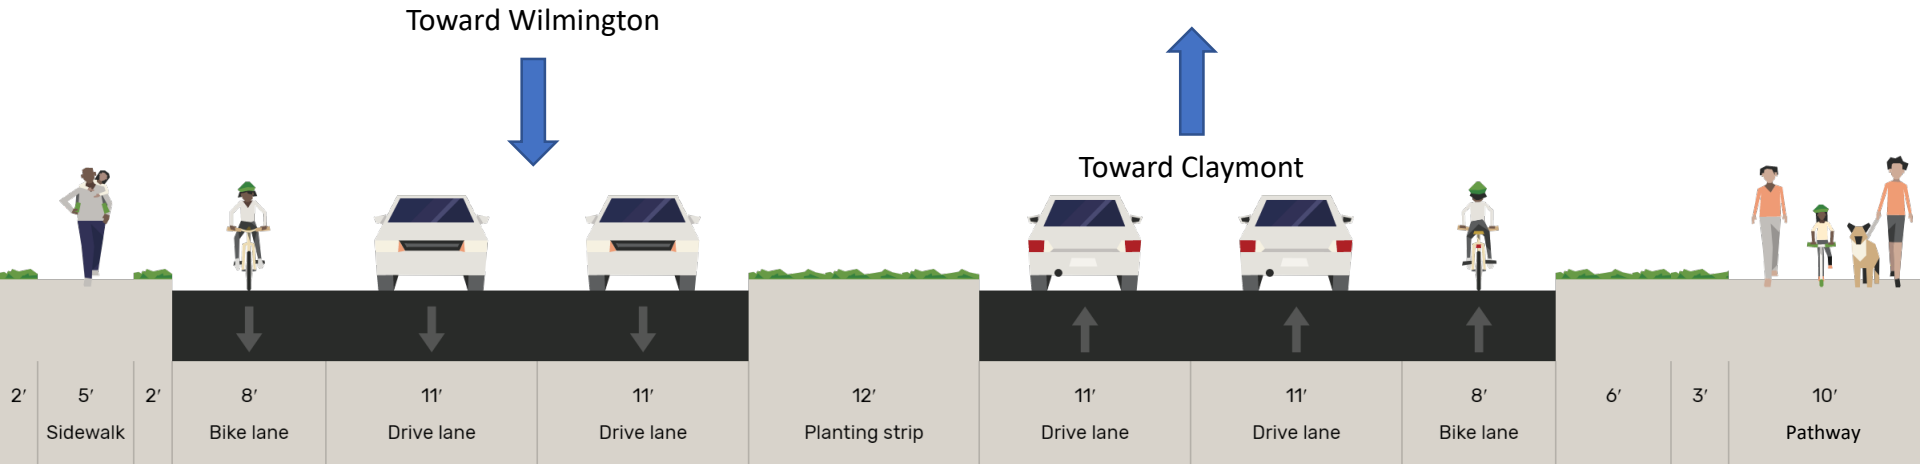 Toward Wilmington
Toward Claymont
2′ 5′ 2′ 8′ 11′ 11′ 12′ 11′ 11′ 8′ 6′ 3′ 10′
Sidewalk Bike lane Drive lane Drive lane Planting strip Drive lane Drive lane Bike lane Pathway